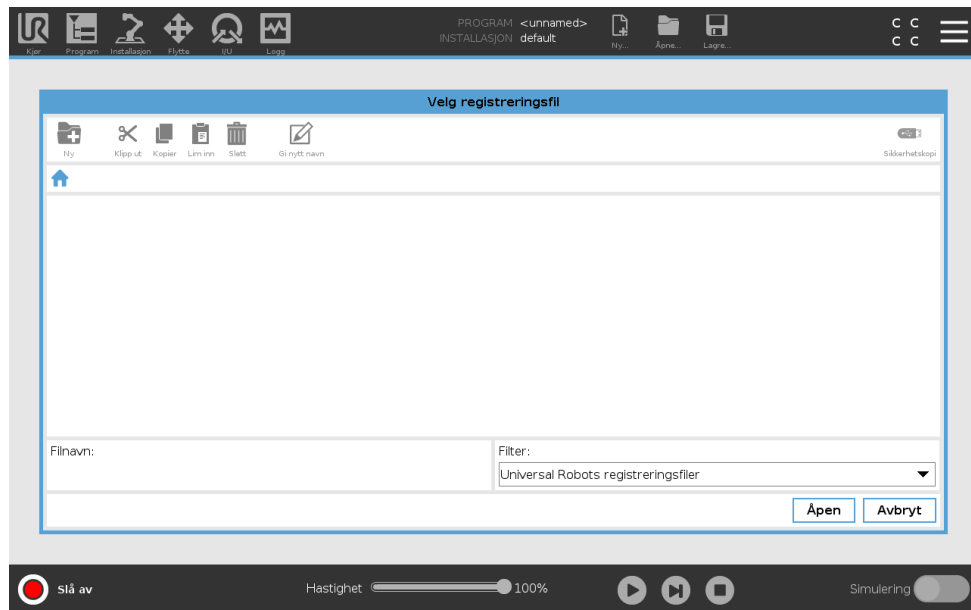 PROGRAM <unnamed>
INSTALLASJON default
C C
C C
Kjør Program Installasjon Flytte I/U Logg Ny... Åpne... Lagre...
Velg registreringsfil
Ny Klipp ut Kopier Lim inn Slett Gi nytt navn Sikkerhetskopi
Filnavn:
Filter:
Universal Robots registreringsfiler
Åpen Avbryt
Slå av Hastighet 100% Simulering